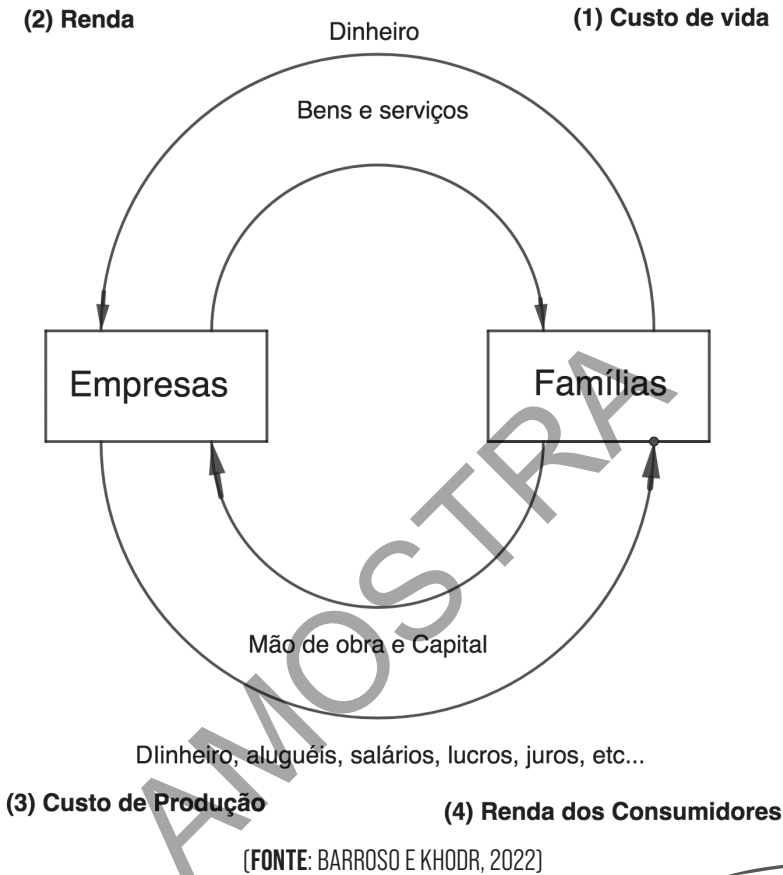 (2) Renda
Dinheiro
(1) Custo de vida
Bens e serviços
Empresas
Famílias
Mão de obra e Capital
DIinheiro, aluguéis, salários, lucros, juros, etc...
(3) Custo de Produção
(4) Renda dos Consumidores
(FONTE: BARROSO E KHODR, 2022)
AMOSTRA